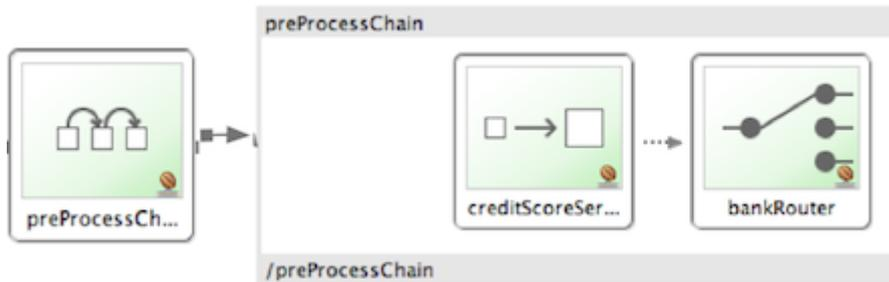 preProcessChain
preProcessCh...
creditScoreSer...
bankRouter
/preProcessChain